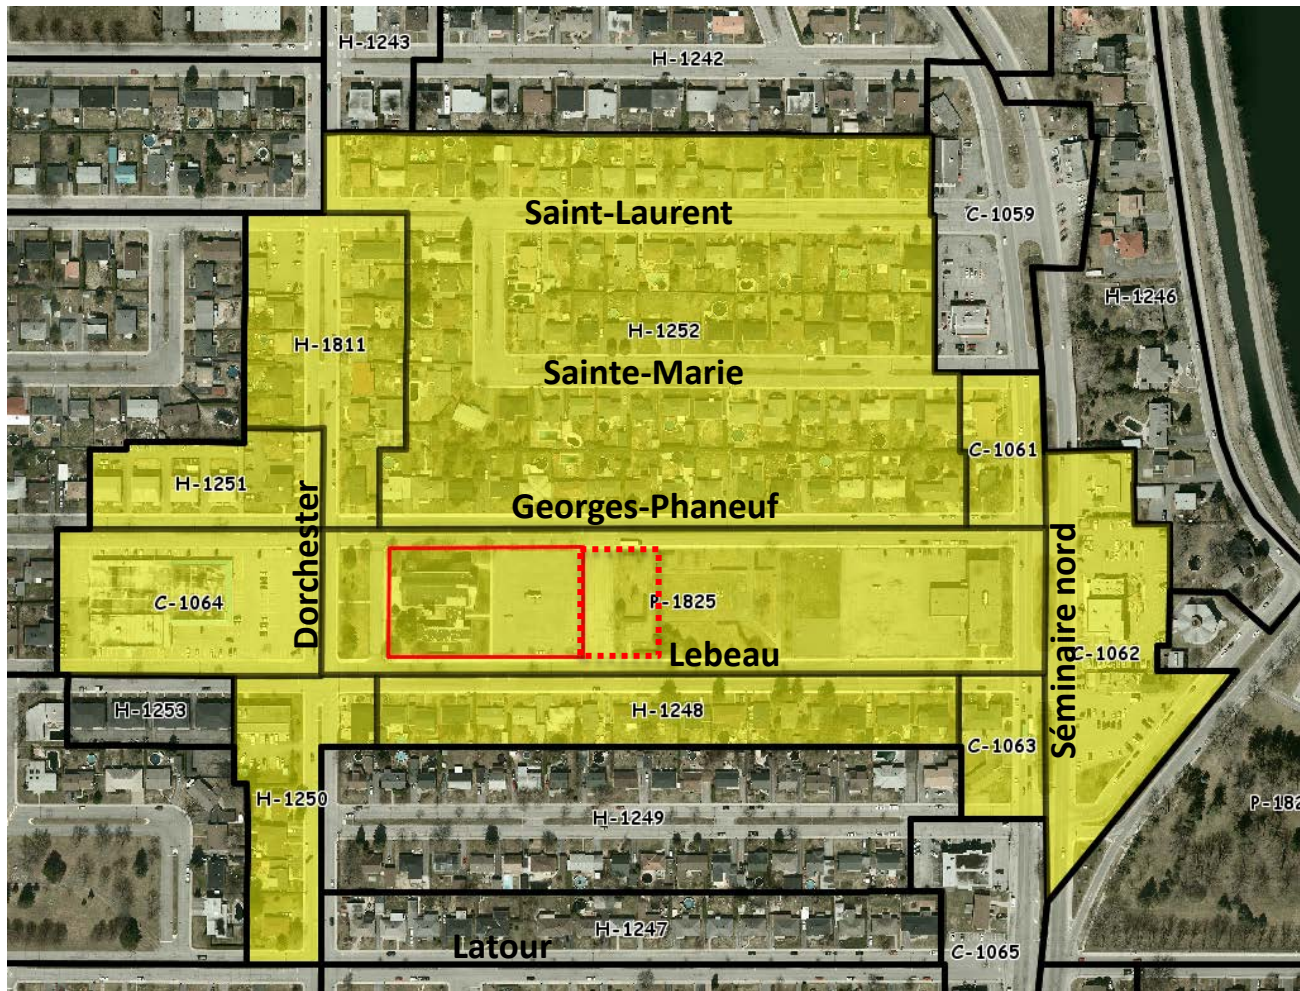 H-1243
H-1242
Saint-Laurent
C-1059
H-1246
H-1252
H-1811
Sainte-Marie
C-1061
H-1251
Georges-Phaneuf
Dorchester
Séminaire nord
C-1064
P-1825
Lebeau
C-1062
H-1253
H-1248
C-1063
H-1250
P-182
H-1249
H-1247
Latour
C-1065